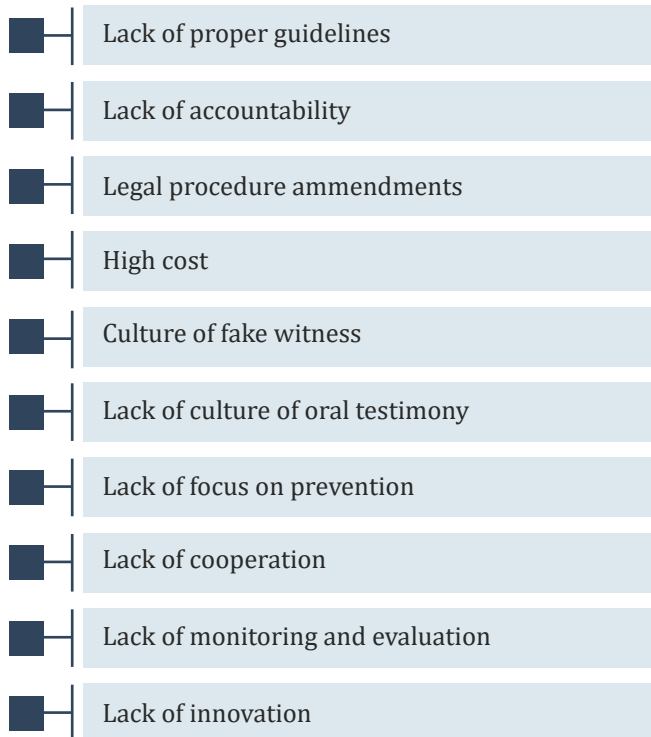 Lack of proper guidelines
Lack of accountability
Legal procedure ammendments
High cost
Culture of fake witness
Lack of culture of oral testimony
Lack of focus on prevention
Lack of cooperation
Lack of monitoring and evaluation
Lack of innovation